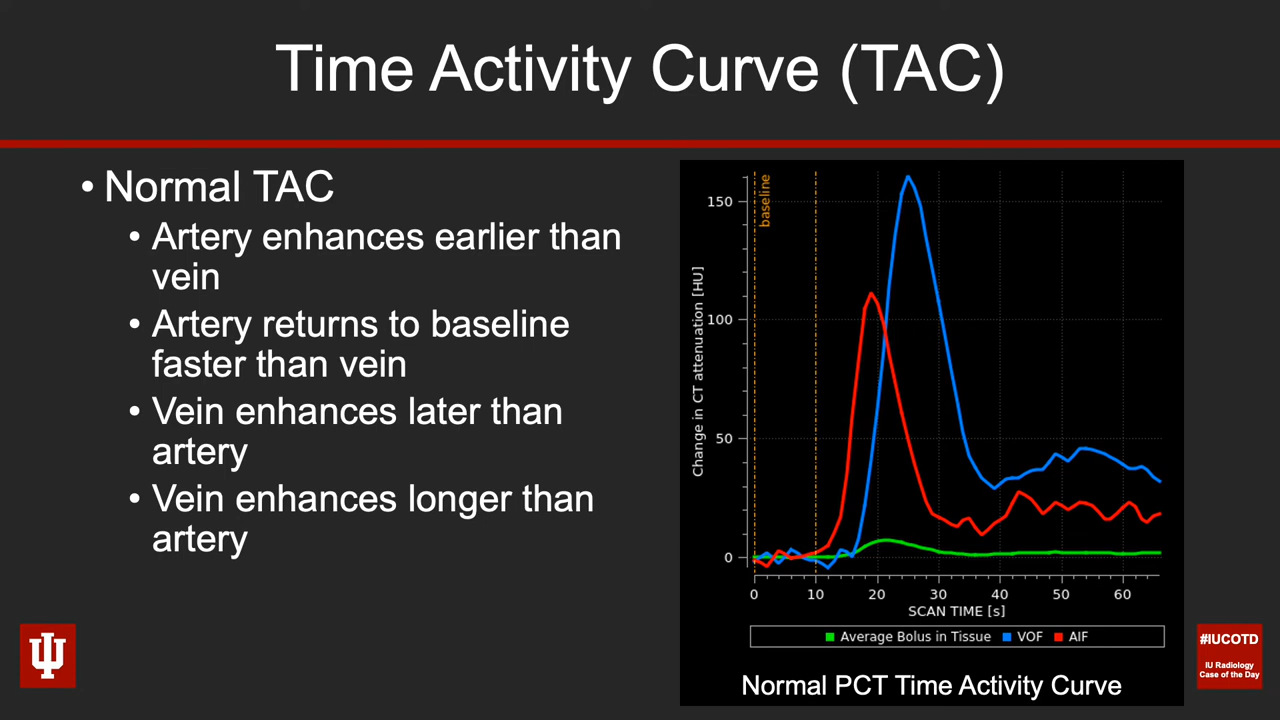 Time Activity Curve (TAC)
• Normal TAC
• Artery enhances earlier than
vein
• Artery returns to baseline
faster than vein
• Vein enhances later than
artery
• Vein enhances longer than
artery
baseline
Change in CT attenuation [HU]
150
100
50
0
0 10 20 30 40 50 60
SCAN TIME [s]
Average Bolus in Tissue VOF AIF
Normal PCT Time Activity Curve
#IUCOTD
IU Radiology
Case of the Day